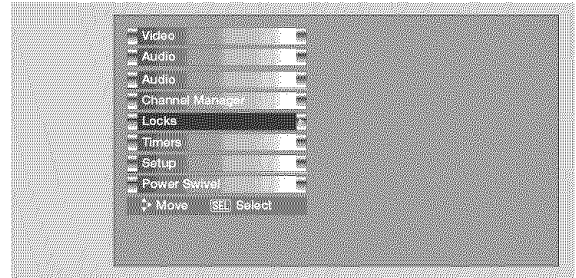 Video
Audio
Audio
Channel Manager
Locks
Timers
Setup
Power Swivel
Move SEL Select